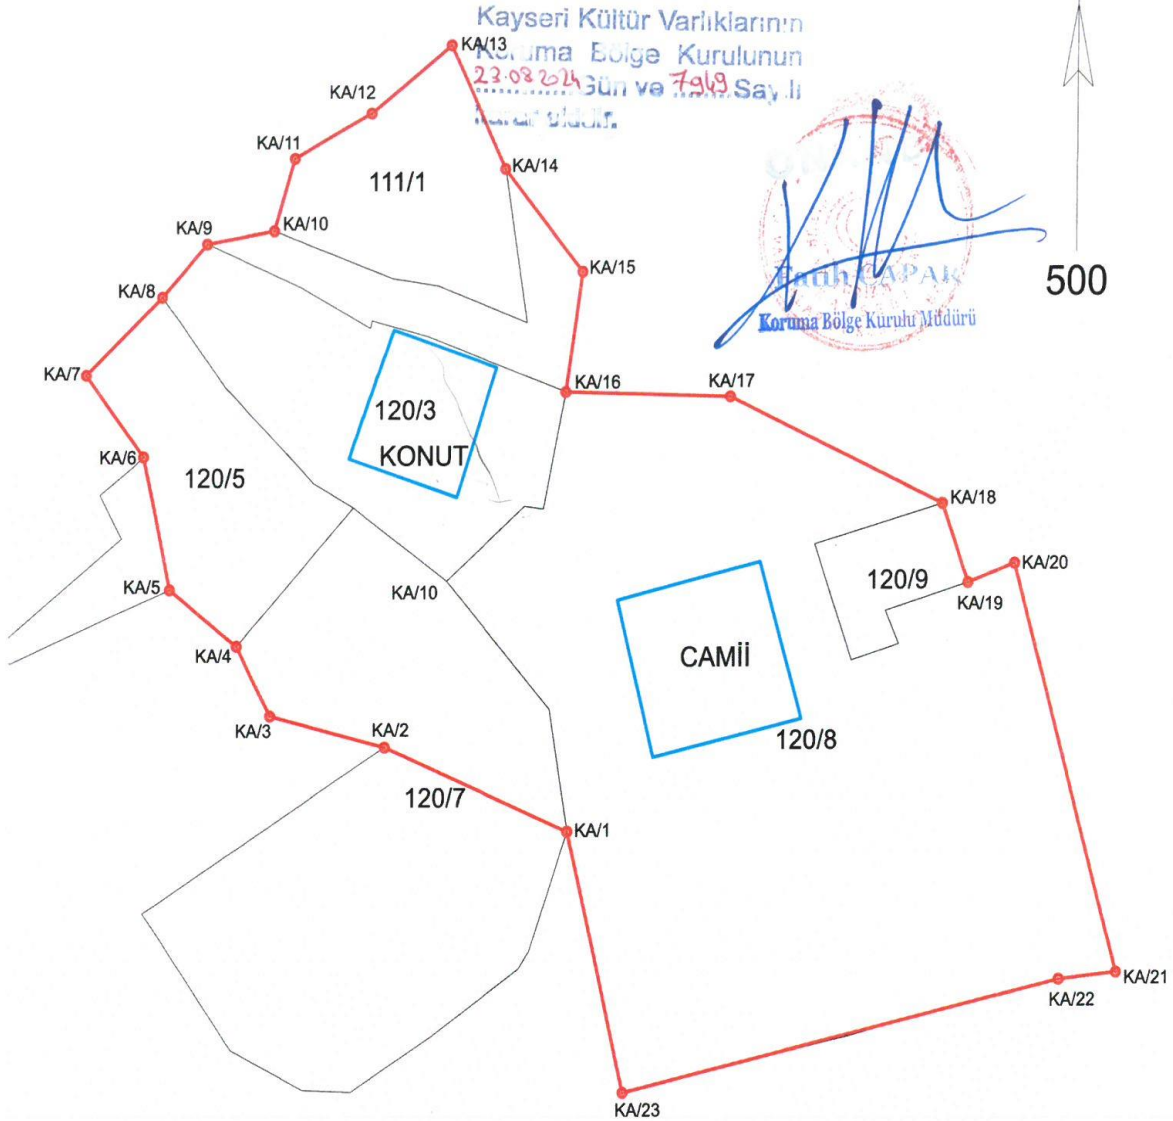 Kayseri Kültür Varlıklarının
Koruma Bölge Kurulunun
23.08.2024 Gün ve 7949 Sayılı
KA/13
KA/12
KA/11
KA/14
111/1
KA/9
KA/10
KA/15
KA/8
500
Fatih ÇAPAK
Koruma Bölge Kurulu Müdürü
KA/7
KA/16
KA/17
120/3
KONUT
KA/6
120/5
KA/18
KA/20
120/9
KA/5
KA/10
KA/19
KA/4
CAMİİ
KA/3
KA/2
120/8
120/7
KA/1
KA/21
KA/22
KA/23